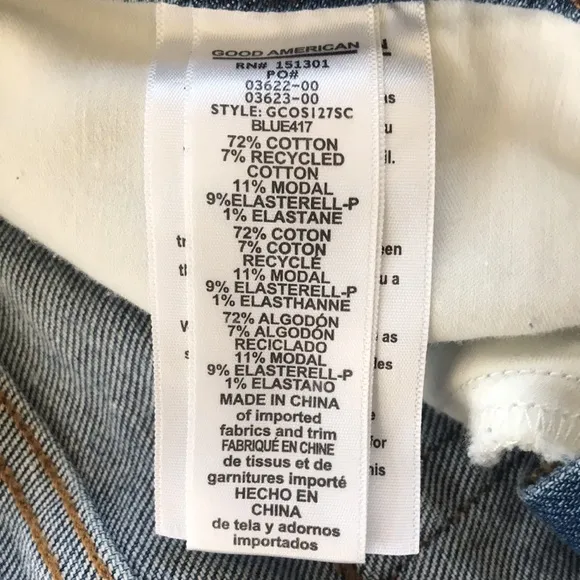 GOOD AMERICAN
RN# 151301
PO#
03622-00
03623-00
STYLE: GCOS127SC
BLUE417
72% COTTON
7% RECYCLED
COTTON
11% MODAL
9%ELASTERELL-P
1% ELASTANE
72% COTON
7% COTON
RECYCLÉ
11% MODAL
9% ELASTERELL-P
1% ELASTHANNE
72% ALGODÓN
7% ALGODÓN
RECICLADO
11% MODAL
9% ELASTERELL-P
1% ELASTANO
MADE IN CHINA
of imported
fabrics and trim
FABRIQUÉ EN CHINE
de tissus et de
garnitures importé
HECHO EN
CHINA
de tela y adornos
importados